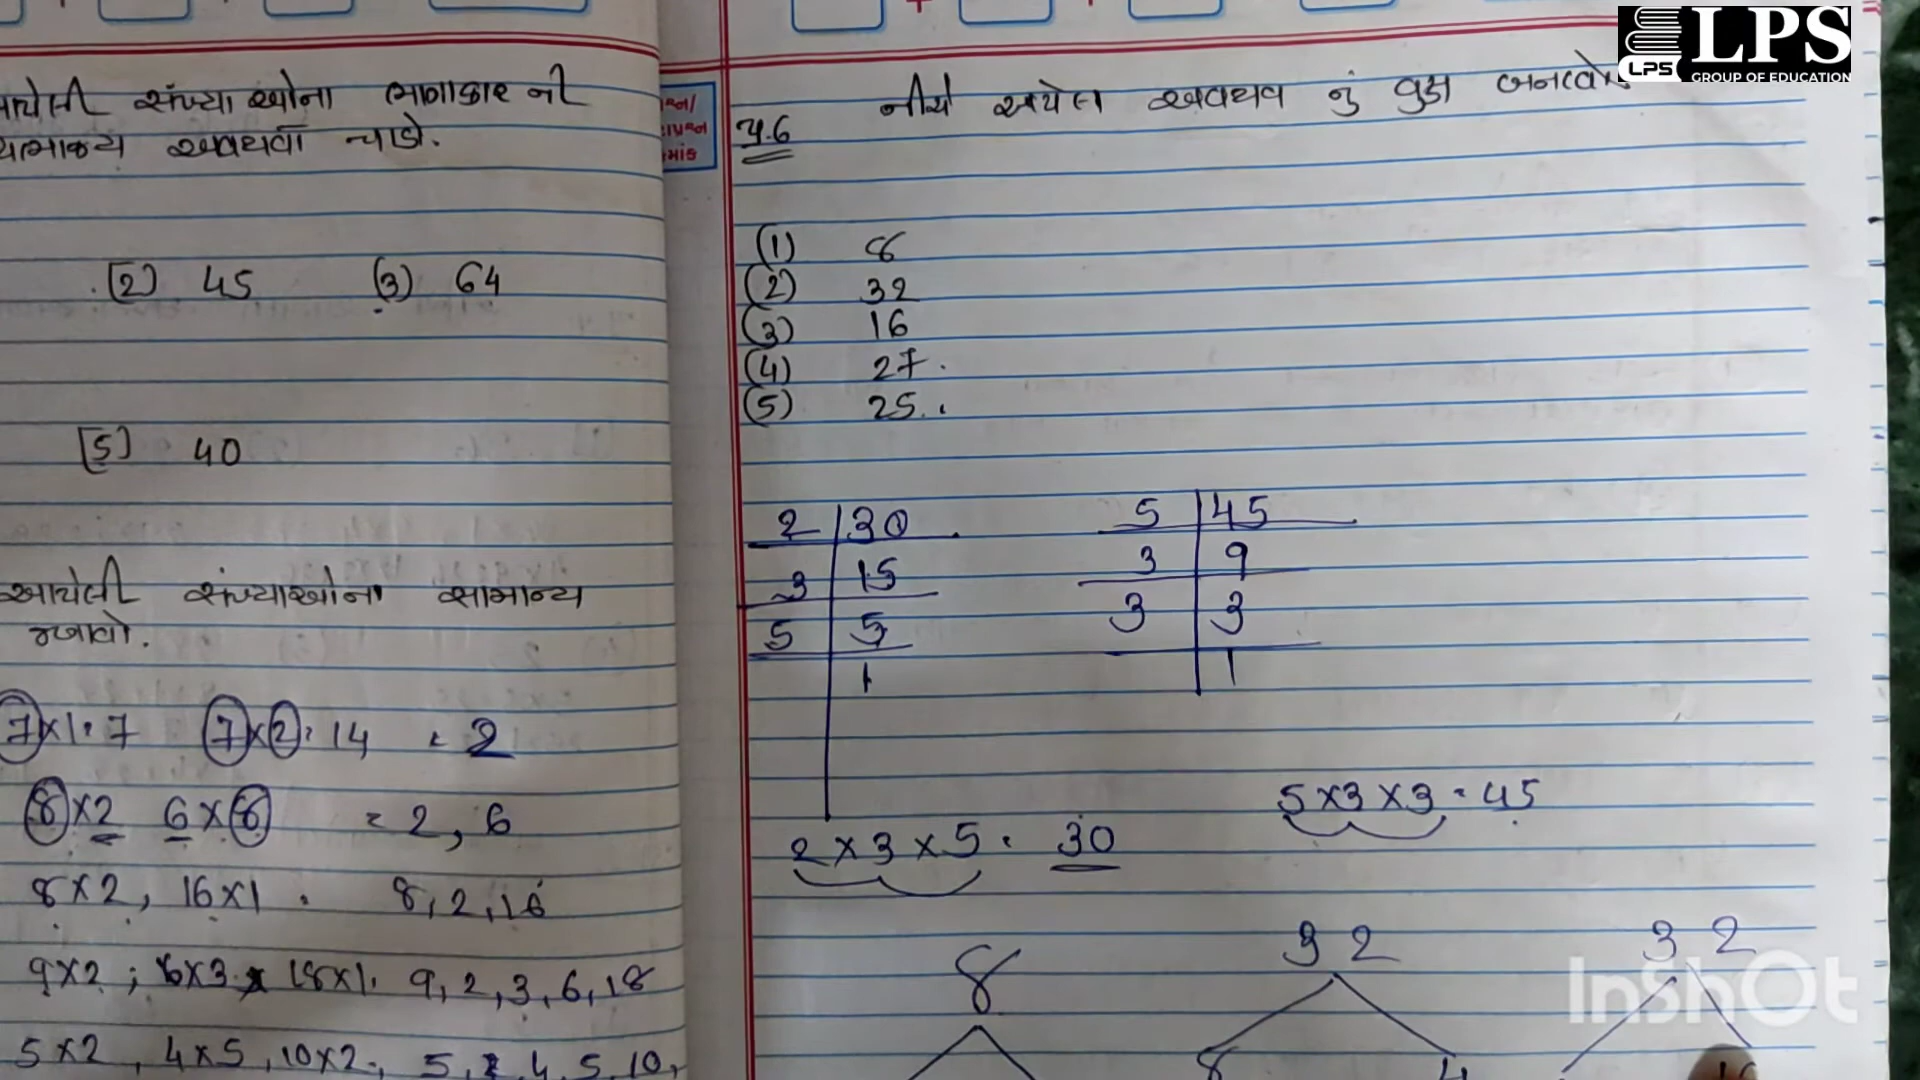 LPS
LPS GROUP OF EDUCATION
સંખ્યા ઓના ભાગાકાર ની
અવયવો પાડો.
(2) 45 (3) 64
(5) 40
આપેલી સંખ્યાઓના સામાન્ય
7×1=7 7×2=14 = 2
8×2 6×8 = 2, 6
8×2, 16×1 = 8, 2, 16
9×2; 6×3 × 18×1. 9, 2, 3, 6, 18
5×2, 4×5, 10×2 = 5, 2, 4, 5, 10,
પ્ર.6 નીચે આપેલ અવયવ નું વૃક્ષ બનાવો
(1) 8
(2) 32
(3) 16
(4) 27.
(5) 25.
2 30 5 45
3 15 3 9
5 5 3 3
1 1
5×3×3=45
2×3×5 = 30
8 32 32
8 4 16
InShOt